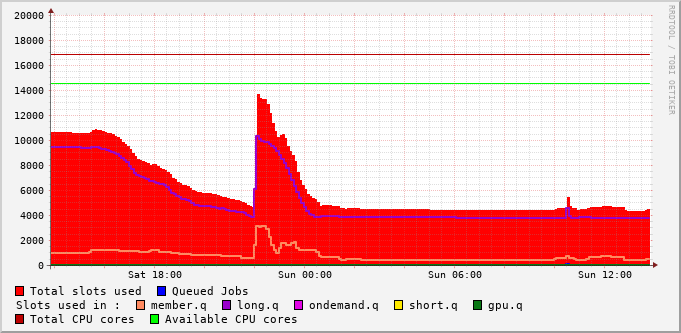 20000
18000
16000
14000
12000
10000
8000
6000
4000
2000
0
Sat 18:00 Sun 00:00 Sun 06:00 Sun 12:00
Total slots used Queued Jobs
Slots used in : member.q long.q ondemand.q short.q gpu.q
Total CPU cores Available CPU cores
RRDTOOL / TOBI OETIKER